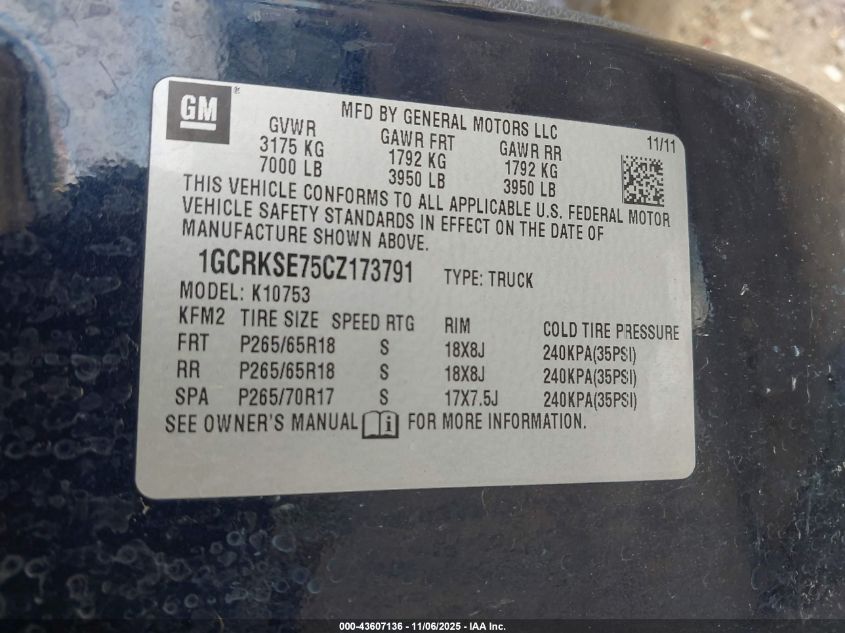 GM ®
MFD BY GENERAL MOTORS LLC 11/11
GVWR GAWR FRT GAWR RR
3175 KG 1792 KG 1792 KG
7000 LB 3950 LB 3950 LB
THIS VEHICLE CONFORMS TO ALL APPLICABLE U.S. FEDERAL MOTOR
VEHICLE SAFETY STANDARDS IN EFFECT ON THE DATE OF
MANUFACTURE SHOWN ABOVE.
1GCRKSE75CZ173791 TYPE: TRUCK
MODEL: K10753
KFM2 TIRE SIZE SPEED RTG RIM COLD TIRE PRESSURE
FRT P265/65R18 S 18X8J 240KPA(35PSI)
RR P265/65R18 S 18X8J 240KPA(35PSI)
SPA P265/70R17 S 17X7.5J 240KPA(35PSI)
SEE OWNER'S MANUAL i FOR MORE INFORMATION.
000-43607136 - 11/06/2025 - IAA Inc.